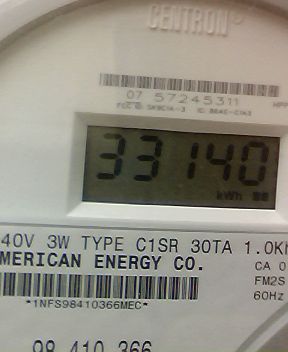 CENTRON®
07 57245311
33140
kWh
40V 3W TYPE C1SR 30TA 1.0K
MERICAN ENERGY CO.
CA 0
FM2S
60Hz
*1NFS98410366MEC*
98 410 366